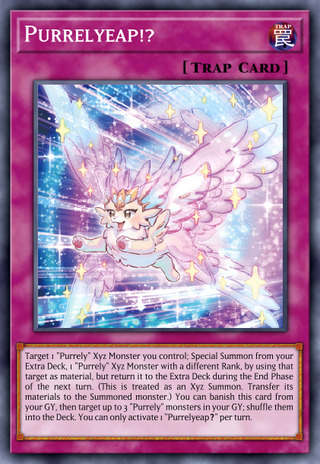 PURRELYEAP!?
TRAP
罠
[TRAP CARD]
Target 1 "Purrely" Xyz Monster you control; Special Summon from your
Extra Deck, 1 "Purrely" Xyz Monster with a different Rank, by using that
target as material, but return it to the Extra Deck during the End Phase
of the next turn. (This is treated as an Xyz Summon. Transfer its
materials to the Summoned monster.) You can banish this card from
your GY, then target up to 3 "Purrely" monsters in your GY; shuffle them
into the Deck. You can only activate 1 "Purrelyeap?" per turn.